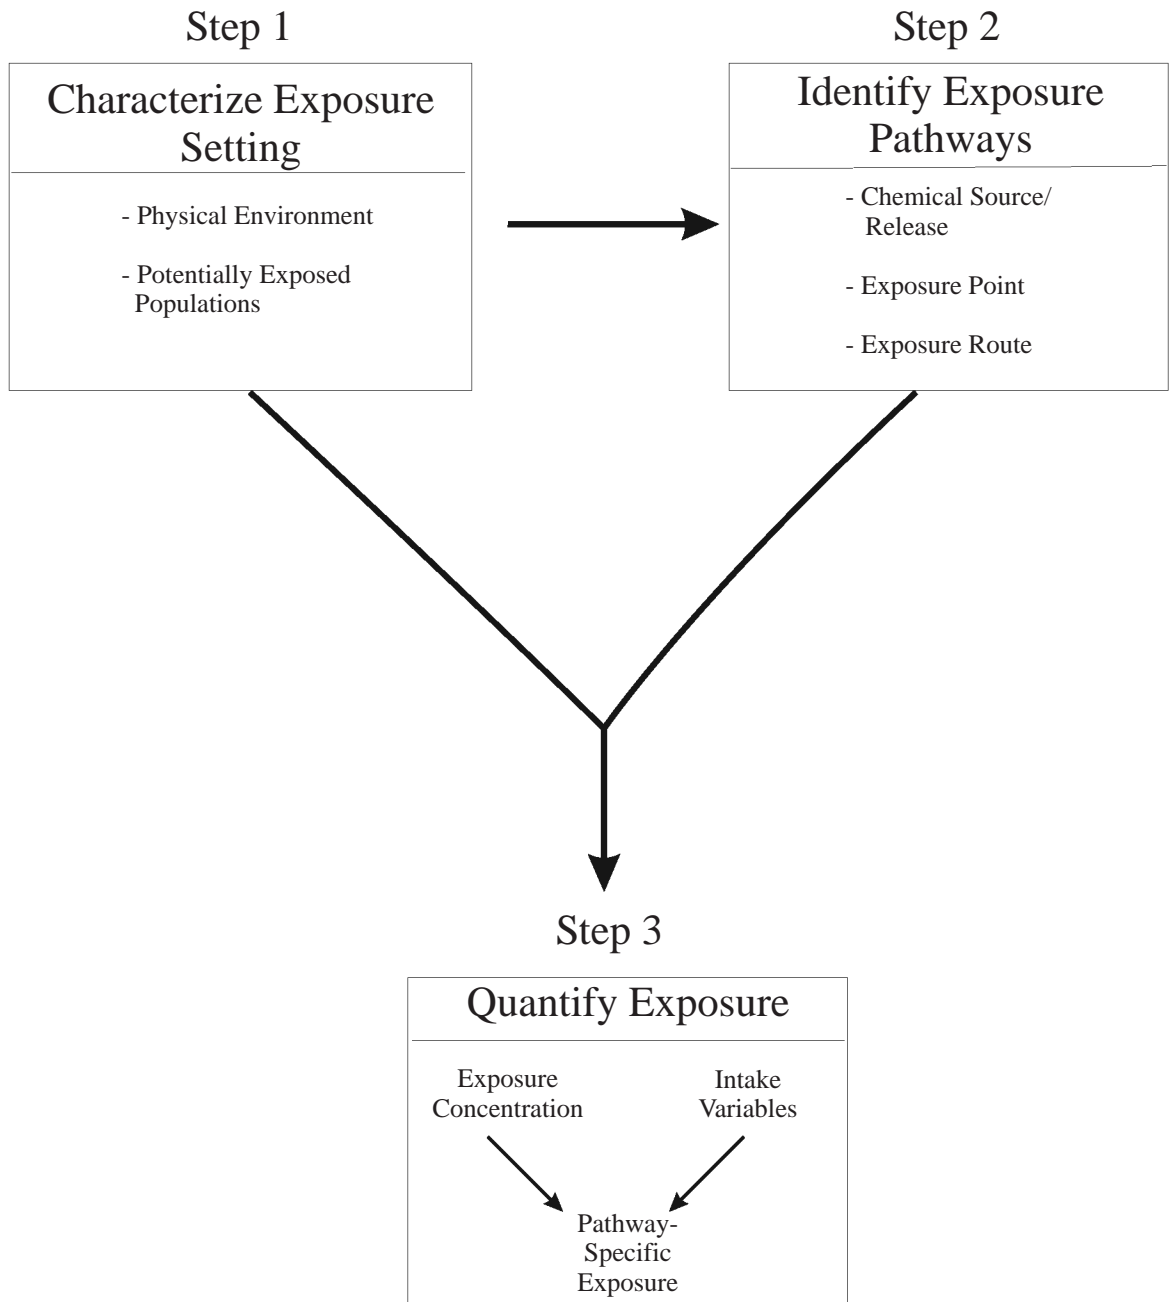 Step 1
Characterize Exposure
Setting
- Physical Environment
- Potentially Exposed
Populations
Step 2
Identify Exposure
Pathways
- Chemical Source/
Release
- Exposure Point
- Exposure Route
Step 3
Quantify Exposure
Exposure
Concentration
Intake
Variables
Pathway-
Specific
Exposure